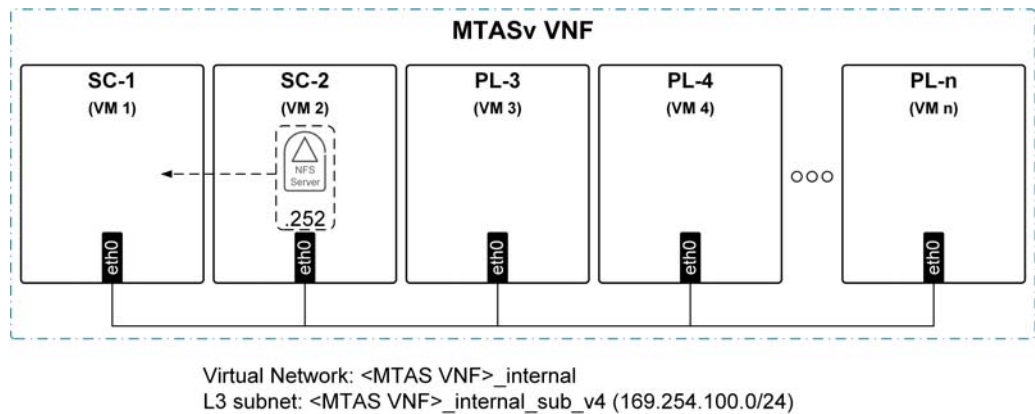 MTASv VNF
SC-1
(VM 1)
SC-2
(VM 2)
PL-3
(VM 3)
PL-4
(VM 4)
PL-n
(VM n)
NFS
Server
.252
eth0
eth0
eth0
eth0
eth0
Virtual Network: <MTAS VNF>_internal
L3 subnet: <MTAS VNF>_internal_sub_v4 (169.254.100.0/24)